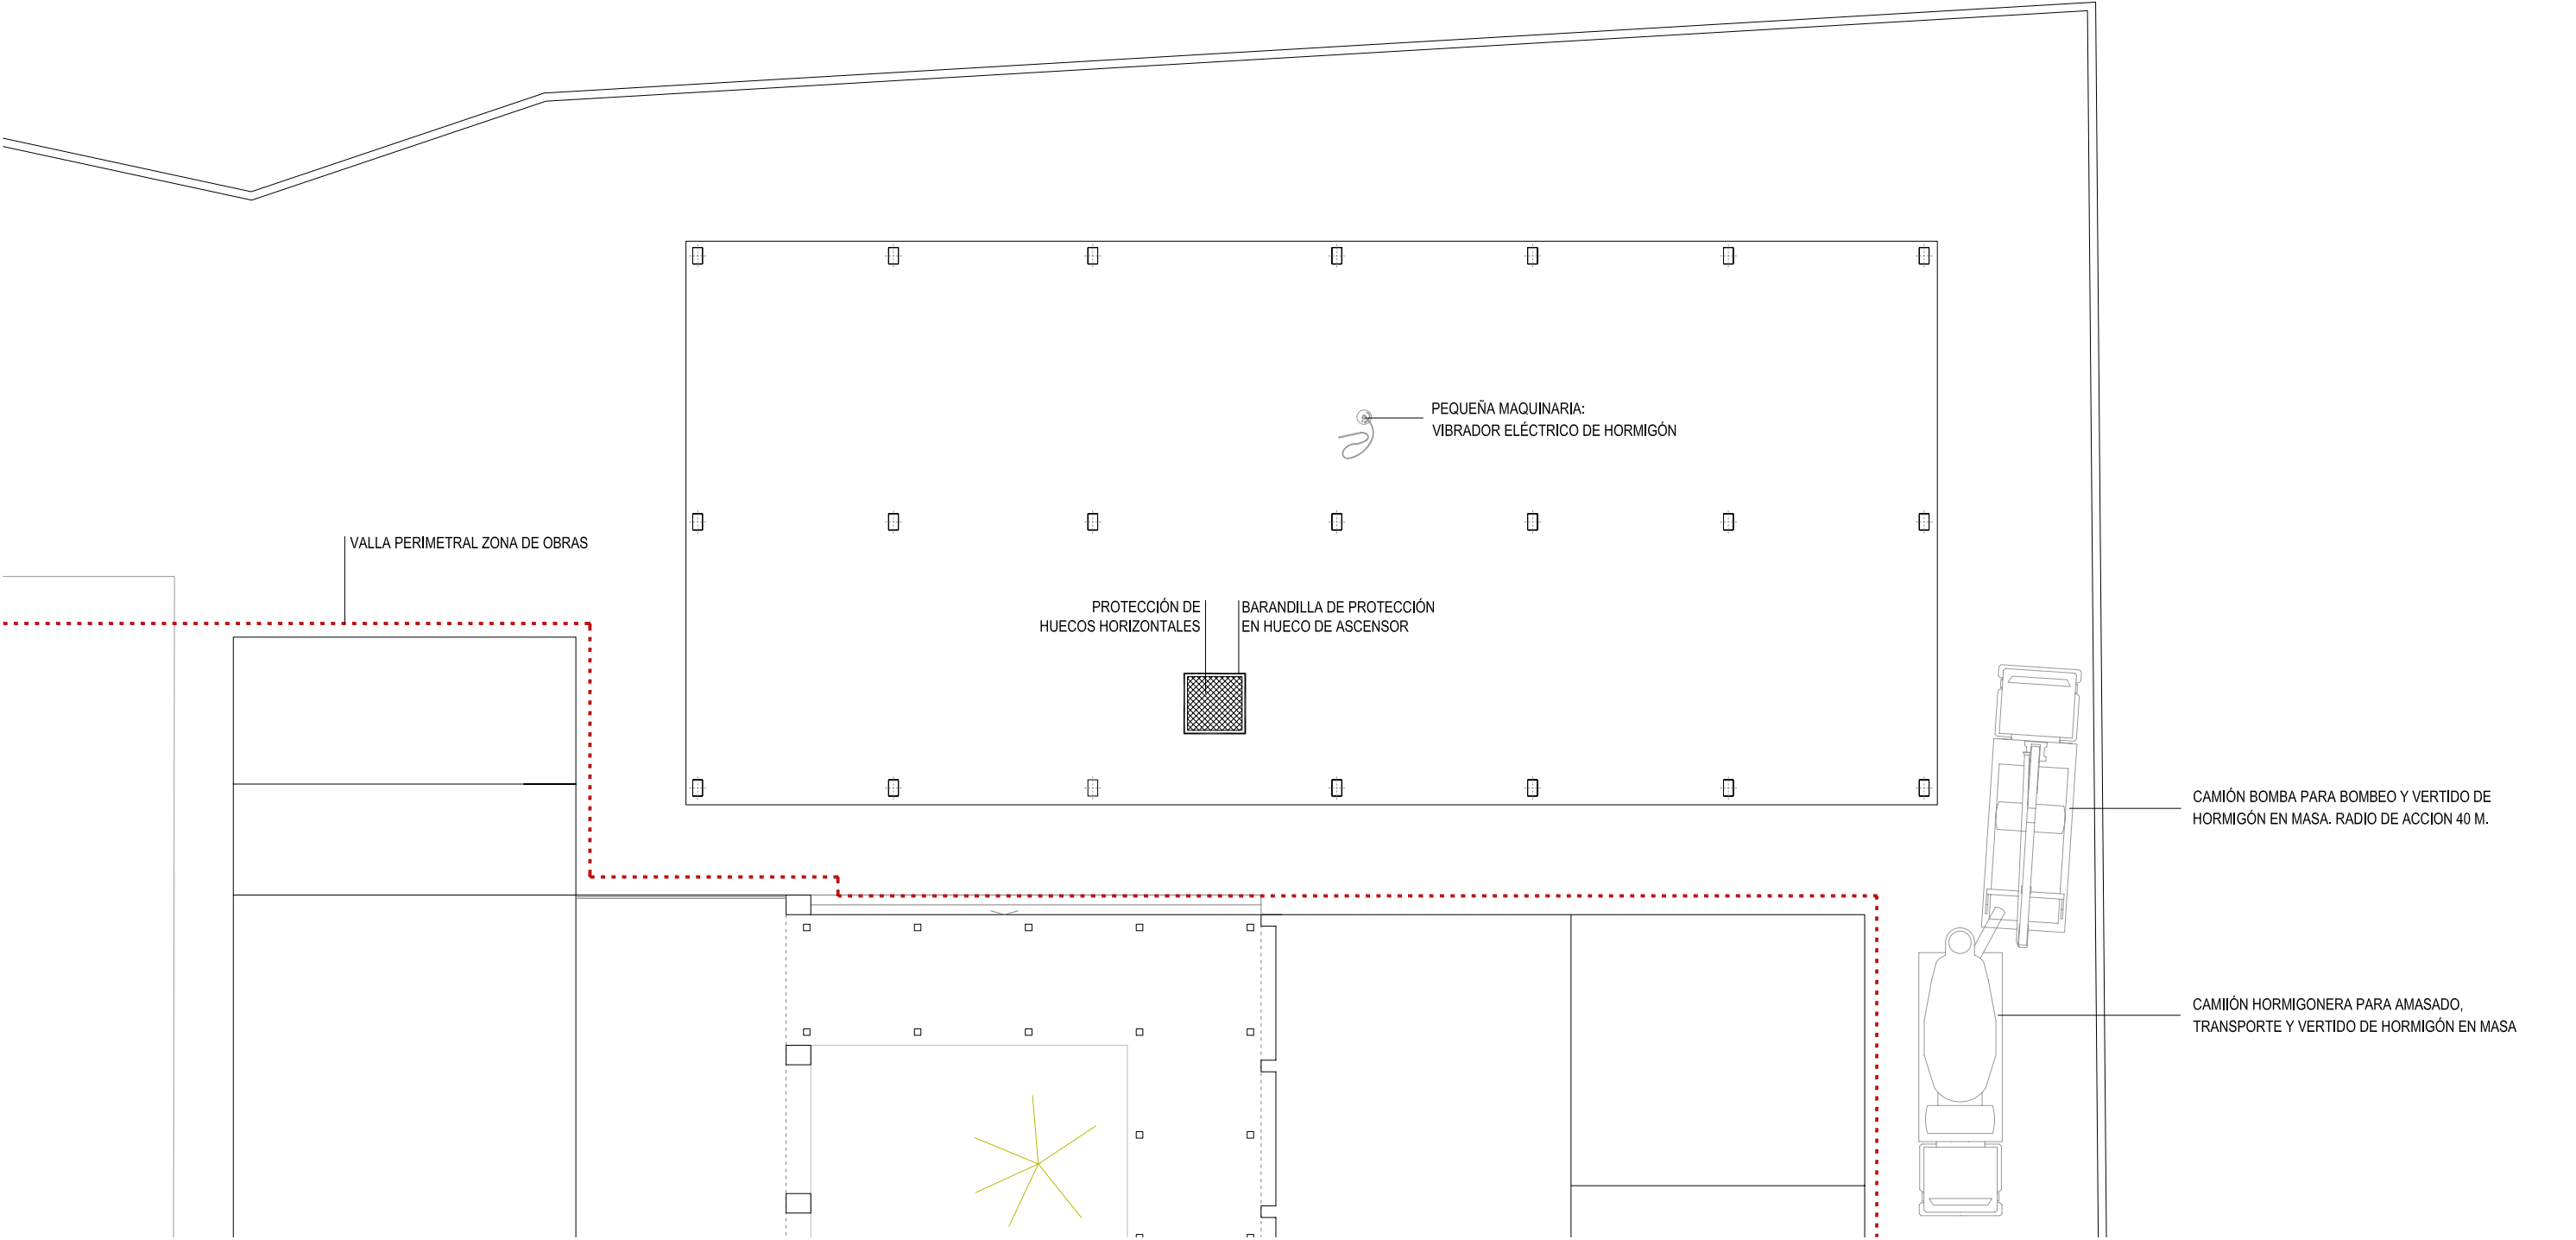 PEQUEÑA MAQUINARIA:
VIBRADOR ELÉCTRICO DE HORMIGÓN
VALLA PERIMETRAL ZONA DE OBRAS
PROTECCIÓN DE
HUECOS HORIZONTALES
BARANDILLA DE PROTECCIÓN
EN HUECO DE ASCENSOR
CAMIÓN BOMBA PARA BOMBEO Y VERTIDO DE
HORMIGÓN EN MASA. RADIO DE ACCION 40 M.
CAMIIÓN HORMIGONERA PARA AMASADO,
TRANSPORTE Y VERTIDO DE HORMIGÓN EN MASA